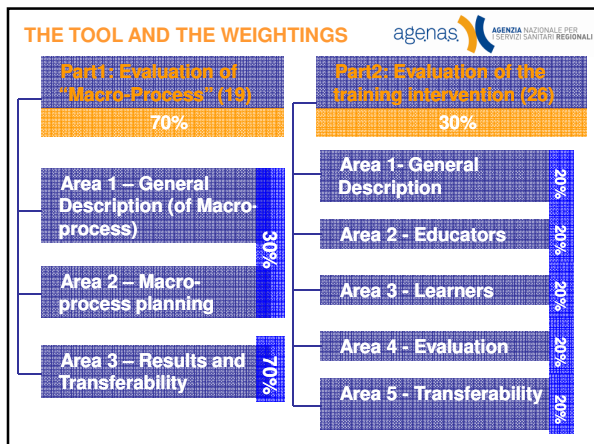 THE TOOL AND THE WEIGHTINGS
agenas.
AGENZIA NAZIONALE PER
I SERVIZI SANITARI REGIONALI
Part1: Evaluation of
“Macro-Process” (19)
70%
Area 1 – General
Description (of Macro-
process)
Area 2 – Macro-
process planning
30%
Area 3 – Results and
Transferability
70%
Part2: Evaluation of the
training intervention (26)
30%
Area 1- General
Description
20%
Area 2 - Educators
20%
Area 3 - Learners
20%
Area 4 - Evaluation
20%
Area 5 - Transferability
20%